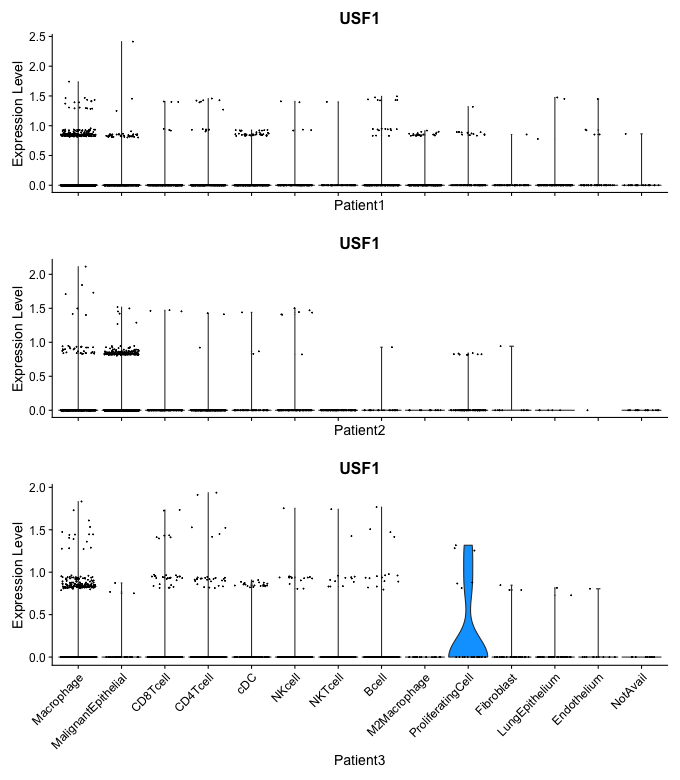 USF1
Expression Level
2.5
2.0
1.5
1.0
0.5
0.0
Patient1
USF1
Expression Level
2.0
1.5
1.0
0.5
0.0
Patient2
USF1
Expression Level
2.0
1.5
1.0
0.5
0.0
Macrophage
MalignantEpithelial
CD8Tcell
CD4Tcell
cDC
NKcell
NKTcell
Bcell
M2Macrophage
ProliferatingCell
Fibroblast
LungEpithelium
Endothelium
NotAvail
Patient3